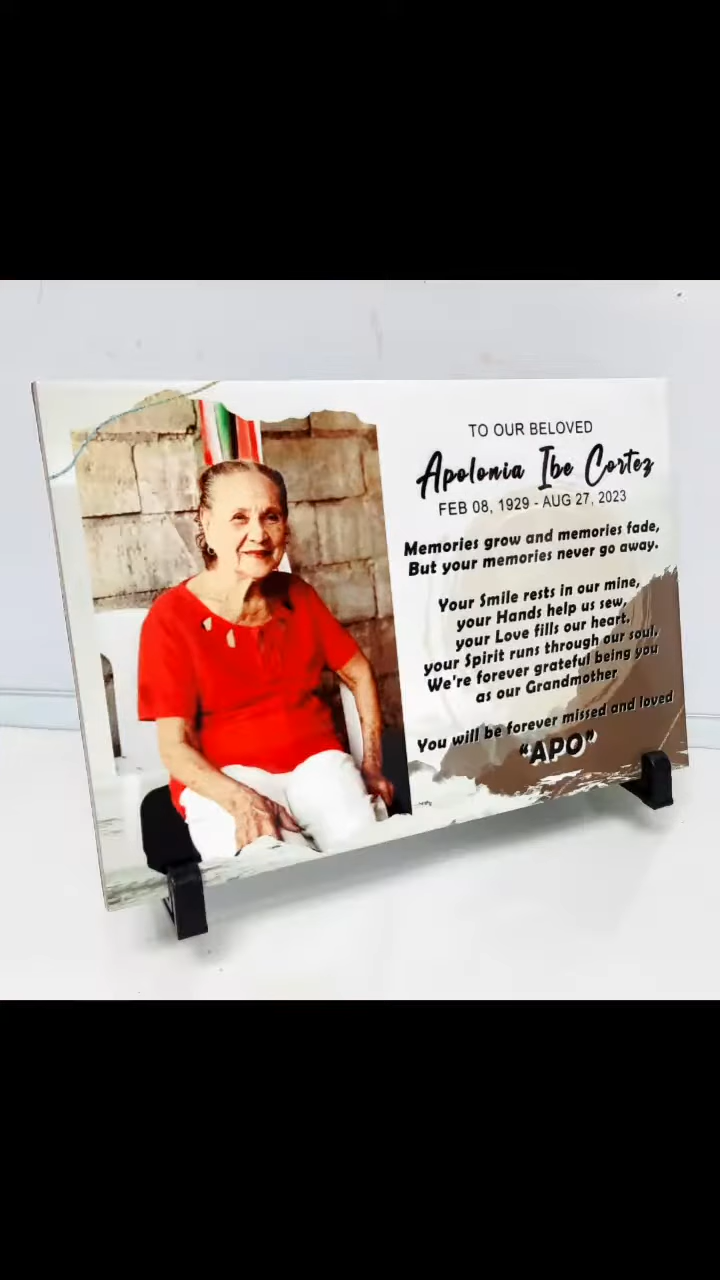 TO OUR BELOVED
Apolonia Ibe Cortez
FEB 08, 1929 - AUG 27, 2023
Memories grow and memories fade,
But your memories never go away.
Your Smile rests in our mine,
your Hands help us sew,
your Love fills our heart,
your Spirit runs through our soul,
We're forever grateful being you
as our Grandmother
You will be forever missed and loved
"APO"